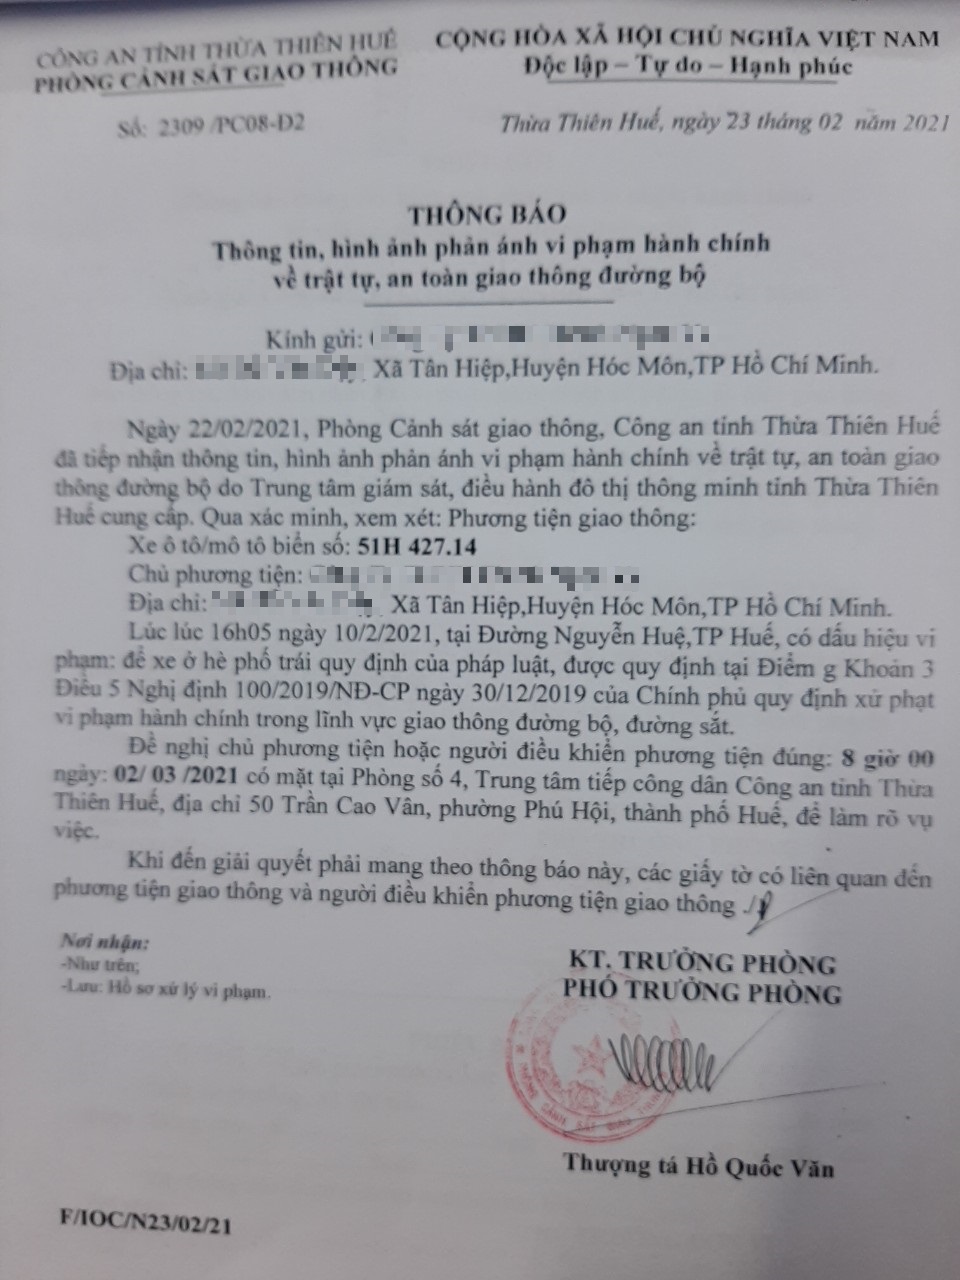 CÔNG AN TỈNH THỪA THIÊN HUẾ
PHÒNG CẢNH SÁT GIAO THÔNG
CỘNG HÒA XÃ HỘI CHỦ NGHĨA VIỆT NAM
Độc lập – Tự do – Hạnh phúc
Số: 2309 /PC08-Đ2
Thừa Thiên Huế, ngày 23 tháng 02 năm 2021
THÔNG BÁO
Thông tin, hình ảnh phản ánh vi phạm hành chính
về trật tự, an toàn giao thông đường bộ
Kính gửi:
Địa chỉ: Xã Tân Hiệp,Huyện Hóc Môn,TP Hồ Chí Minh.
Ngày 22/02/2021, Phòng Cảnh sát giao thông, Công an tỉnh Thừa Thiên Huế
đã tiếp nhận thông tin, hình ảnh phản ánh vi phạm hành chính về trật tự, an toàn giao
thông đường bộ do Trung tâm giám sát, điều hành đô thị thông minh tỉnh Thừa Thiên
Huế cung cấp. Qua xác minh, xem xét: Phương tiện giao thông:
Xe ô tô/mô tô biển số: 51H 427.14
Chủ phương tiện:
Địa chỉ: Xã Tân Hiệp,Huyện Hóc Môn,TP Hồ Chí Minh.
Lúc lúc 16h05 ngày 10/2/2021, tại Đường Nguyễn Huệ,TP Huế, có dấu hiệu vi
phạm: để xe ở hè phố trái quy định của pháp luật, được quy định tại Điểm g Khoản 3
Điều 5 Nghị định 100/2019/NĐ-CP ngày 30/12/2019 của Chính phủ quy định xử phạt
vi phạm hành chính trong lĩnh vực giao thông đường bộ, đường sắt.
Đề nghị chủ phương tiện hoặc người điều khiển phương tiện đúng: 8 giờ 00
ngày: 02/ 03 /2021 có mặt tại Phòng số 4, Trung tâm tiếp công dân Công an tỉnh Thừa
Thiên Huế, địa chỉ 50 Trần Cao Vân, phường Phú Hội, thành phố Huế, để làm rõ vụ
việc.
Khi đến giải quyết phải mang theo thông báo này, các giấy tờ có liên quan đến
phương tiện giao thông và người điều khiển phương tiện giao thông ./.
Nơi nhận:
-Như trên;
-Lưu: Hồ sơ xử lý vi phạm.
KT. TRƯỞNG PHÒNG
PHÓ TRƯỞNG PHÒNG
Thượng tá Hồ Quốc Văn
F/IOC/N23/02/21